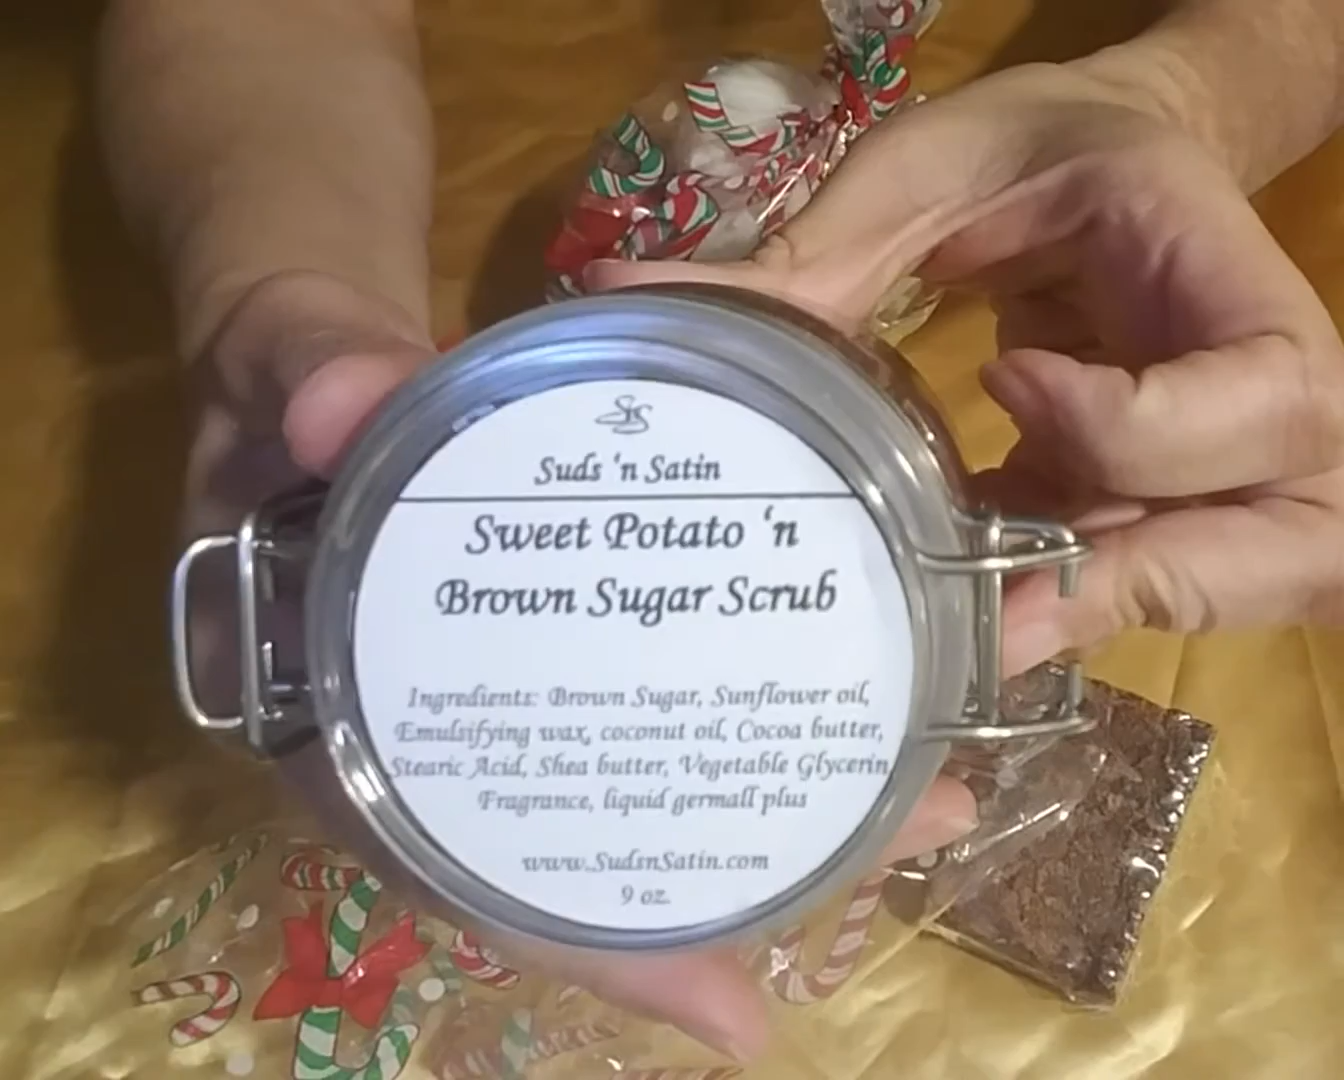 SnS
Suds 'n Satin
Sweet Potato 'n
Brown Sugar Scrub
Ingredients: Brown Sugar, Sunflower oil,
Emulsifying wax, coconut oil, Cocoa butter,
Stearic Acid, Shea butter, Vegetable Glycerin,
Fragrance, liquid germall plus
www.SudsnSatin.com
9 oz.